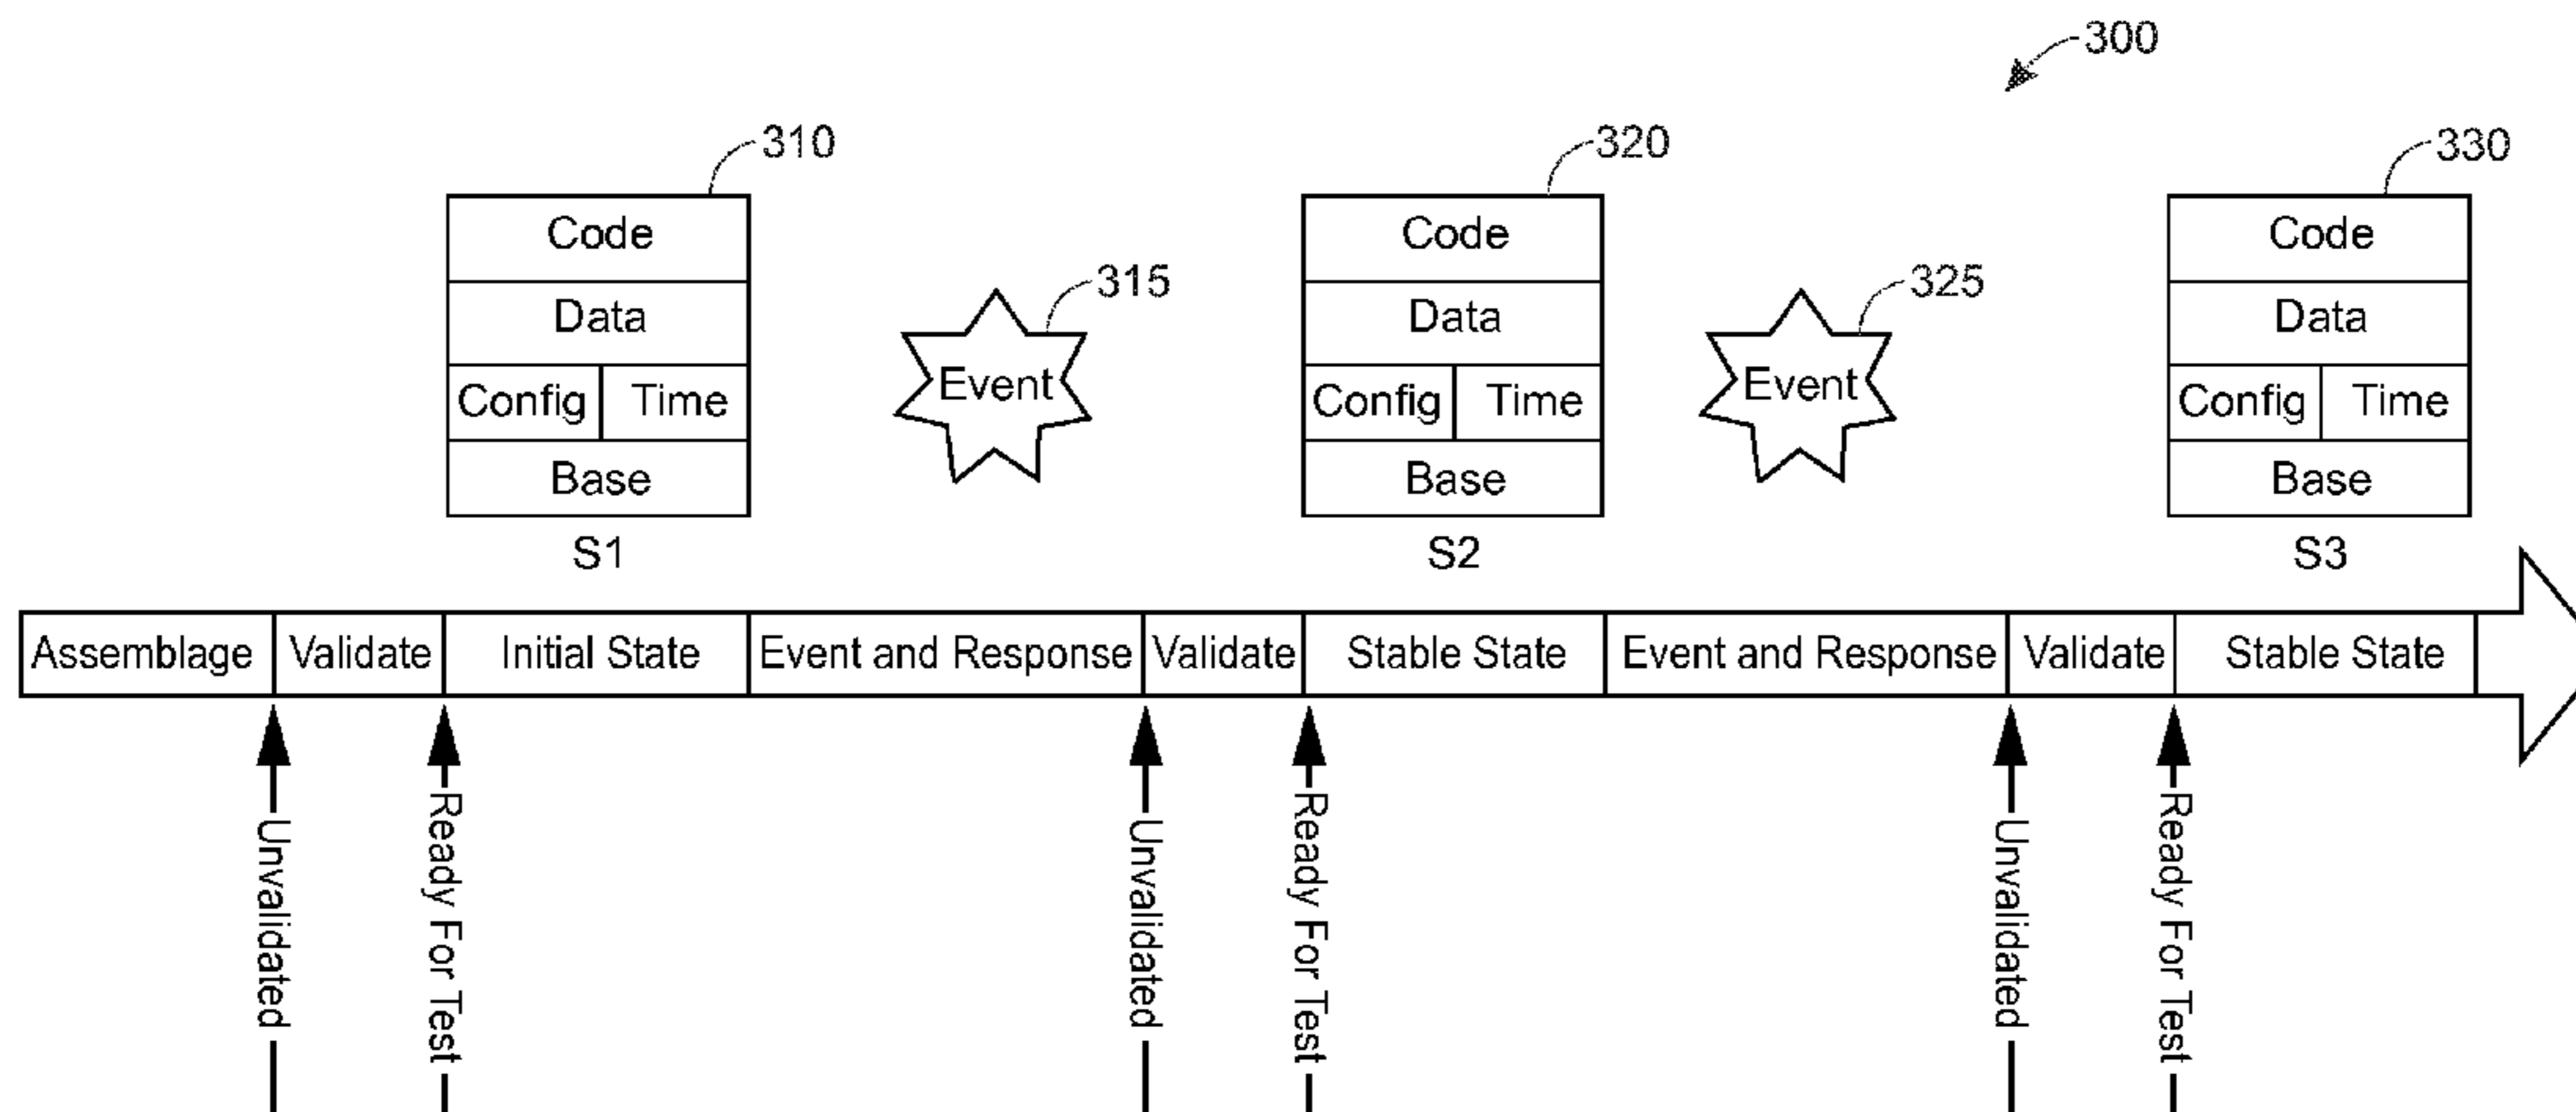 300
310
320
330
Code
Data
Config Time
Base
S1
315
Event
Code
Data
Config Time
Base
S2
325
Event
Code
Data
Config Time
Base
S3
Assemblage Validate Initial State Event and Response Validate Stable State Event and Response Validate Stable State
Unvalidated
Ready For Test
Unvalidated
Ready For Test
Unvalidated
Ready For Test